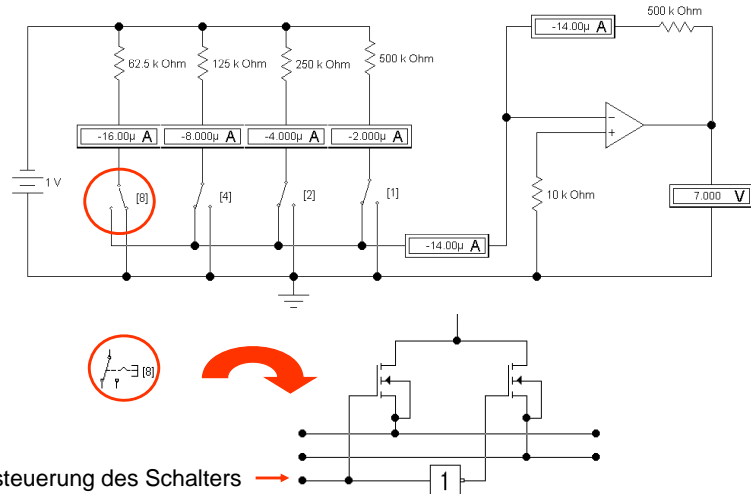 -14.00µ A
500 k Ohm
62.5 k Ohm
125 k Ohm
250 k Ohm
500 k Ohm
-16.00µ A
-8.000µ A
-4.000µ A
-2.000µ A
10 k Ohm
1 V
[8]
[4]
[2]
[1]
7.000 V
-14.00µ A
[8]
steuerung des Schalters
1